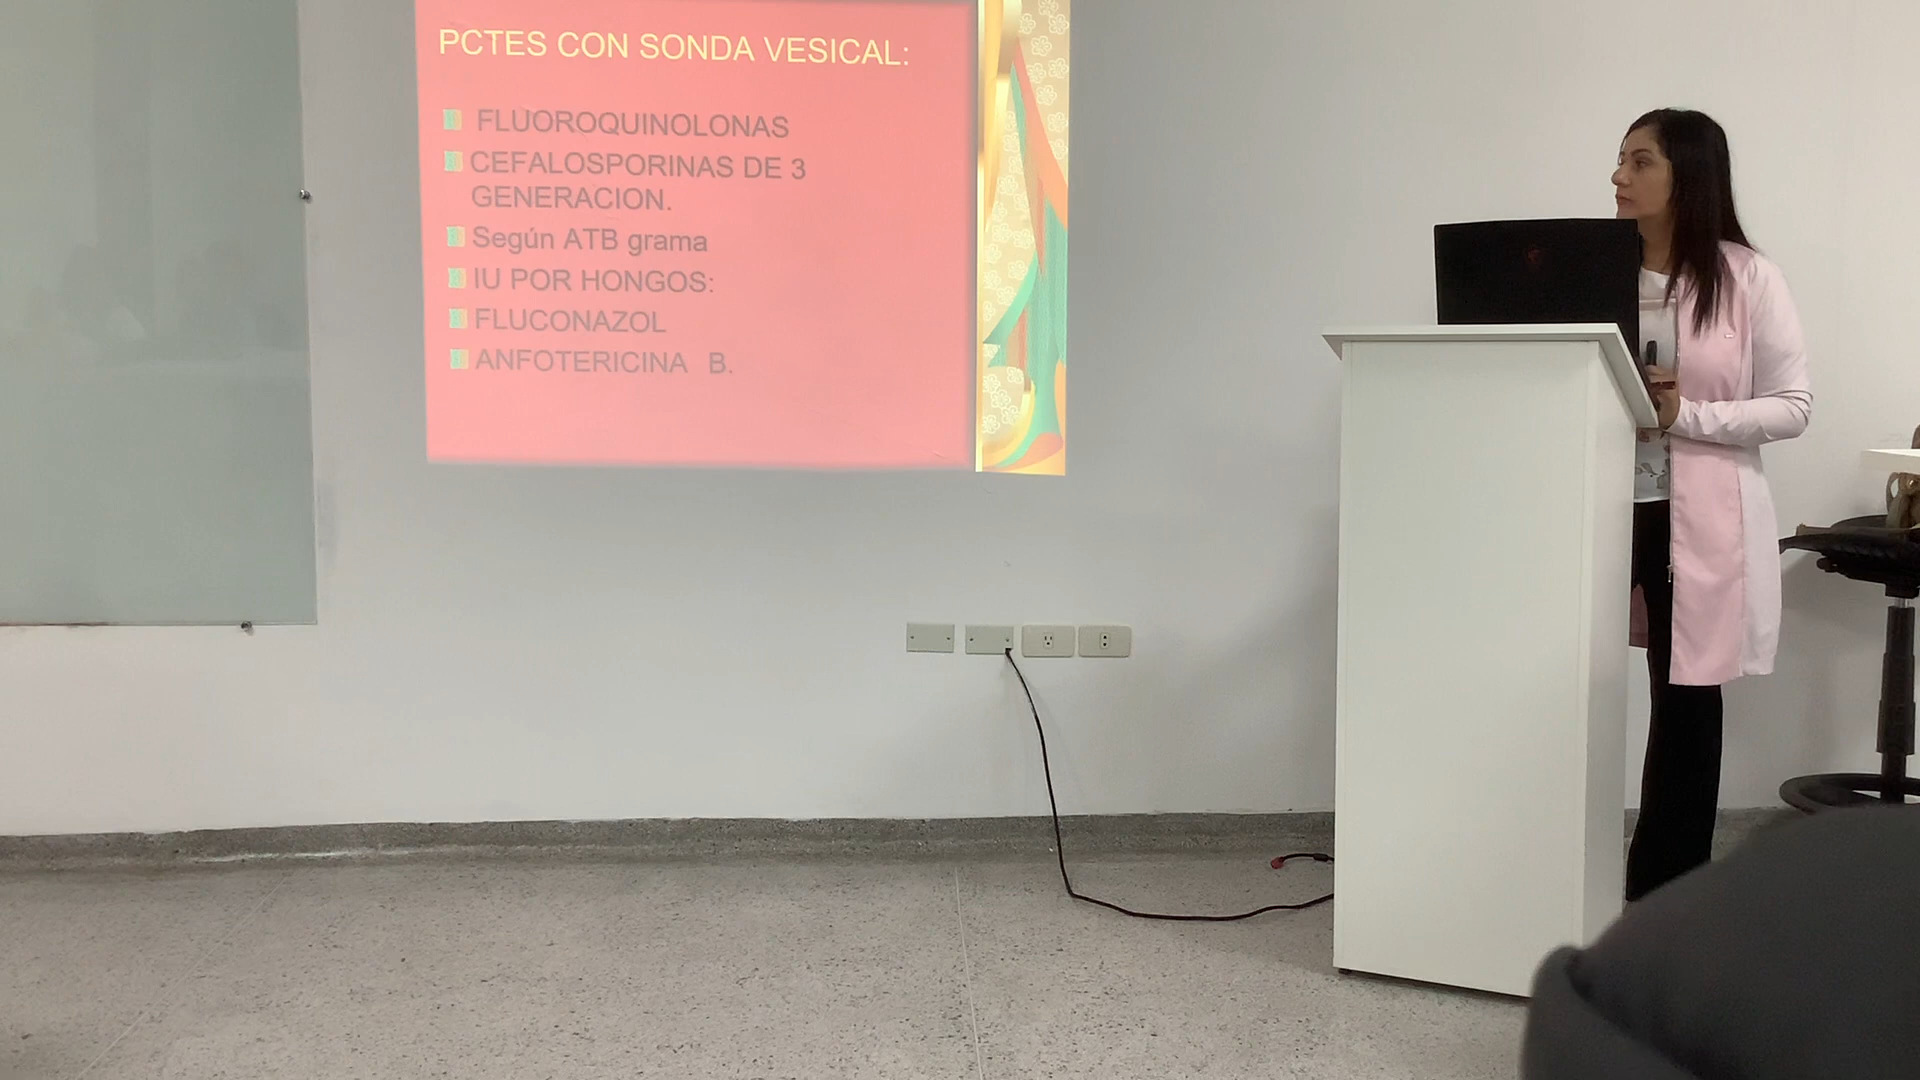 PCTES CON SONDA VESICAL:
FLUOROQUINOLONAS
CEFALOSPORINAS DE 3
GENERACION.
Según ATB grama
IU POR HONGOS:
FLUCONAZOL
ANFOTERICINA B.